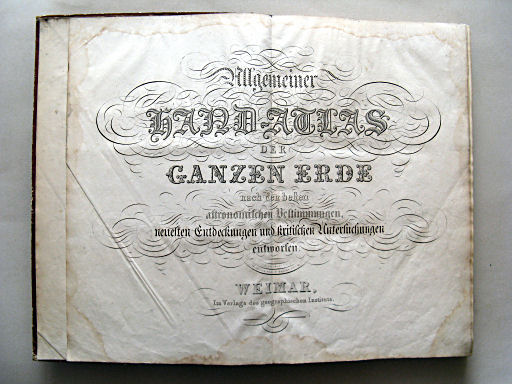 Allgemeiner
HAND-ATLAS
DER
GANZEN ERDE
nach den besten
astronomischen Bestimmungen,
neuesten Entdeckungen und kritischen Untersuchungen
entworfen
WEIMAR,
Im Verlage des geographischen Instituts.